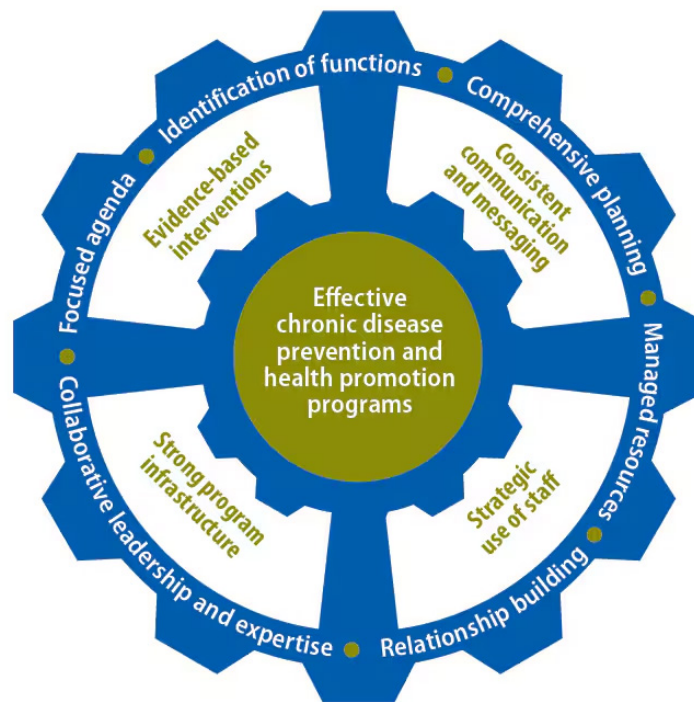 Identification of functions
Comprehensive planning
Managed resources
Relationship building
Collaborative leadership and expertise
Focused agenda
Evidence-based
interventions
Consistent
communication
and messaging
Effective
chronic disease
prevention and
health promotion
programs
Strong program
infrastructure
Strategic
use of staff